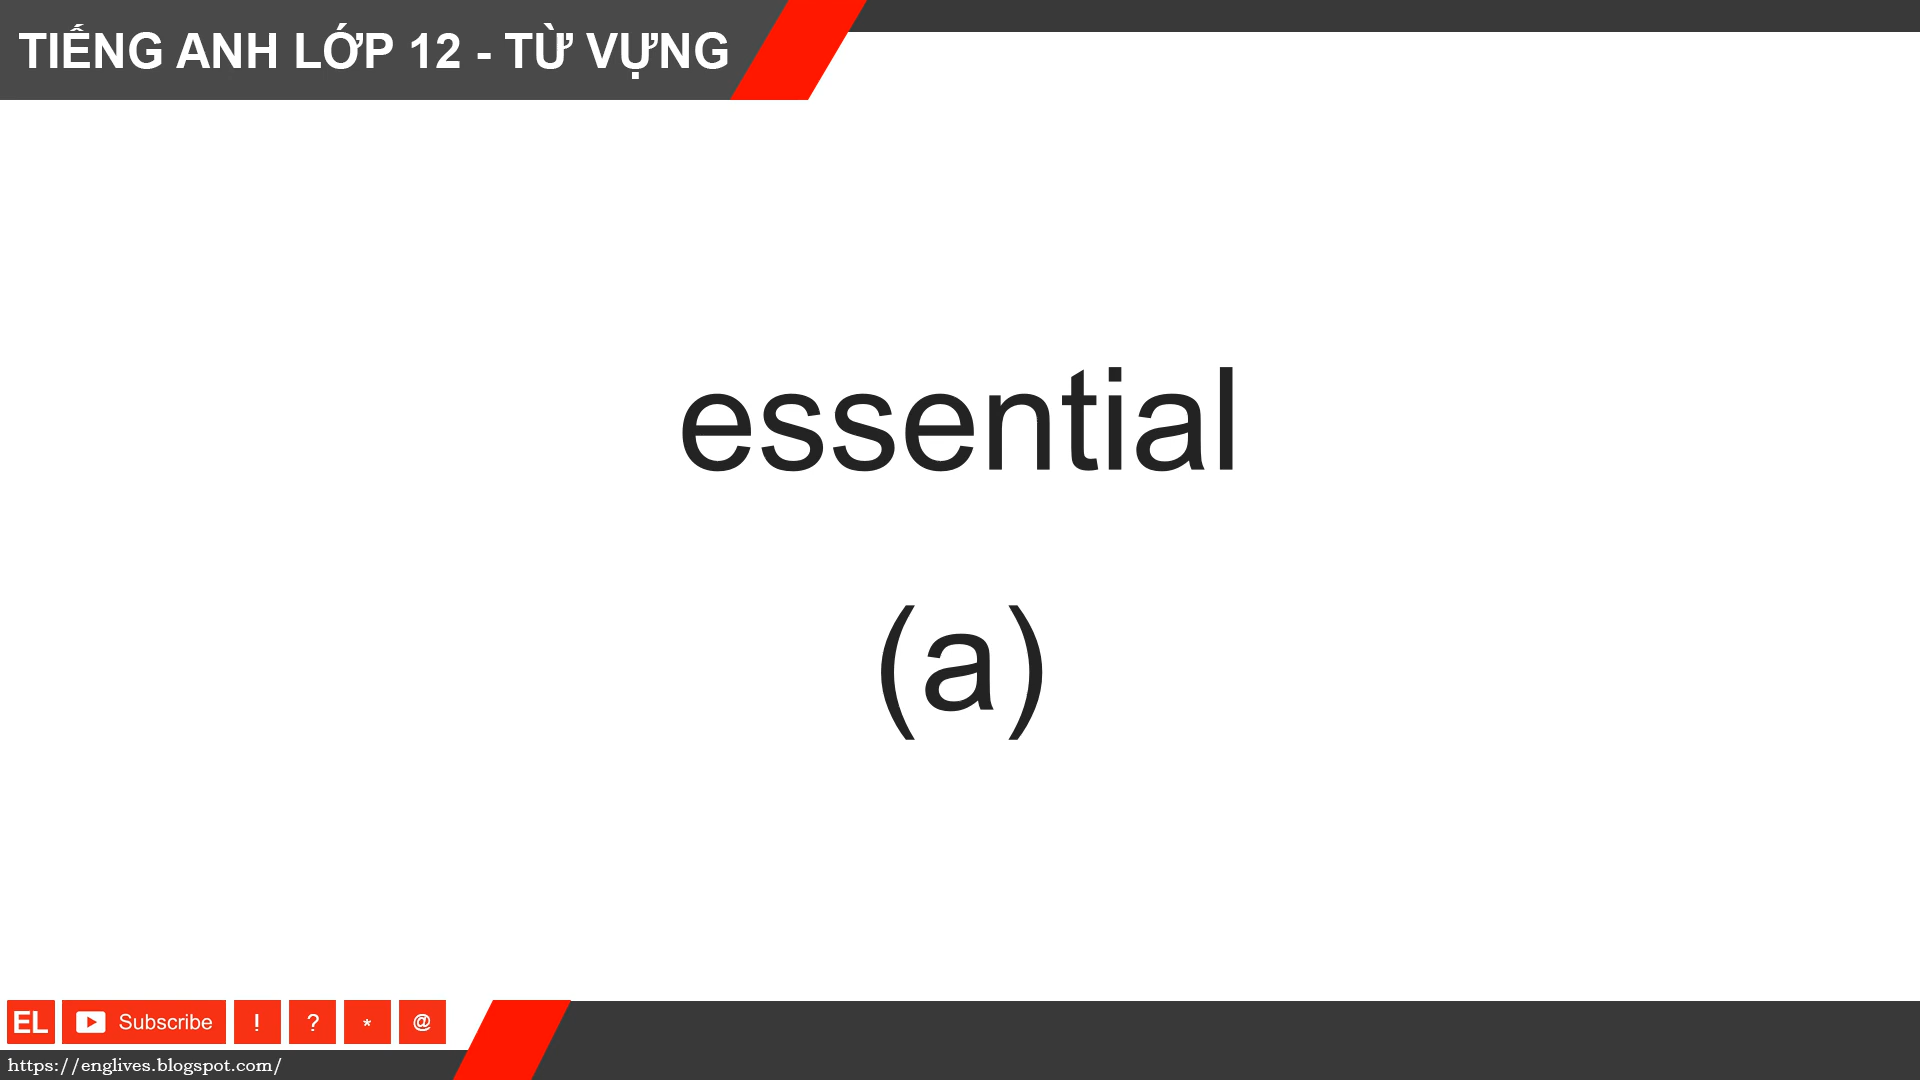 TIẾNG ANH LỚP 12 - TỪ VỰNG
essential
(a)
EL Subscribe ! ? * @
https://englives.blogspot.com/